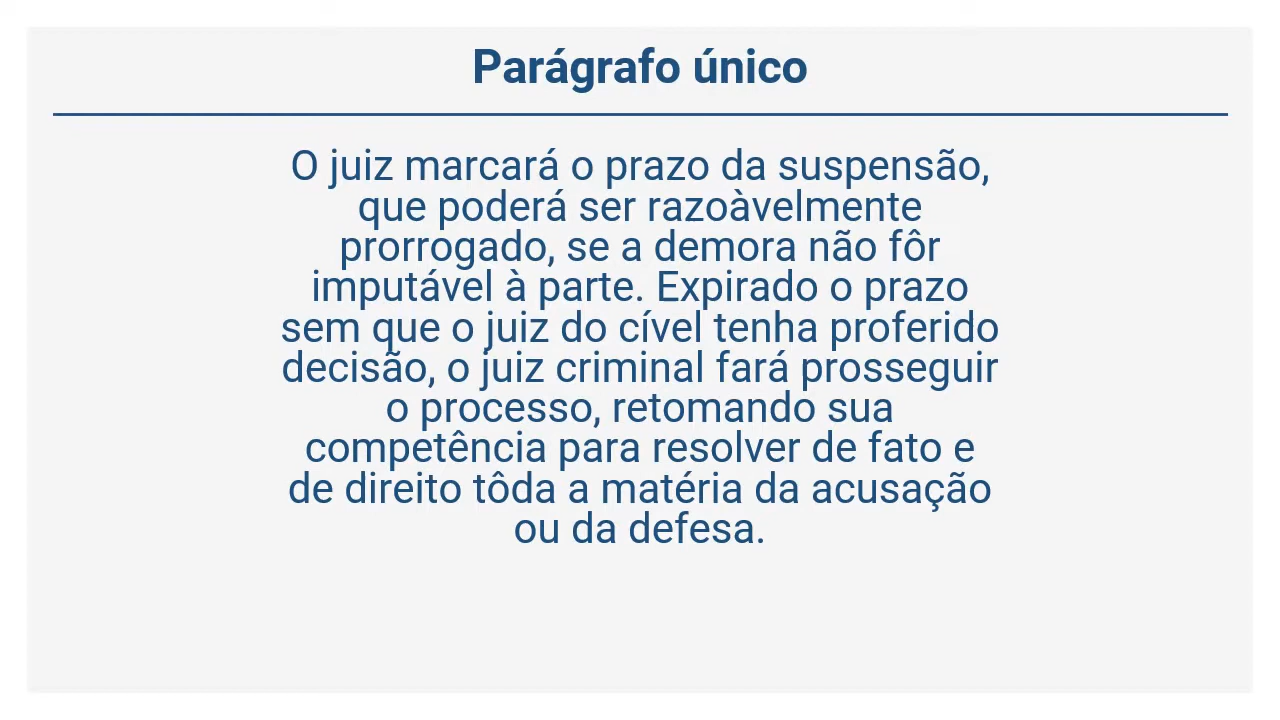 Parágrafo único
O juiz marcará o prazo da suspensão,
que poderá ser razoàvelmente
prorrogado, se a demora não fôr
imputável à parte. Expirado o prazo
sem que o juiz do cível tenha proferido
decisão, o juiz criminal fará prosseguir
o processo, retomando sua
competência para resolver de fato e
de direito tôda a matéria da acusação
ou da defesa.